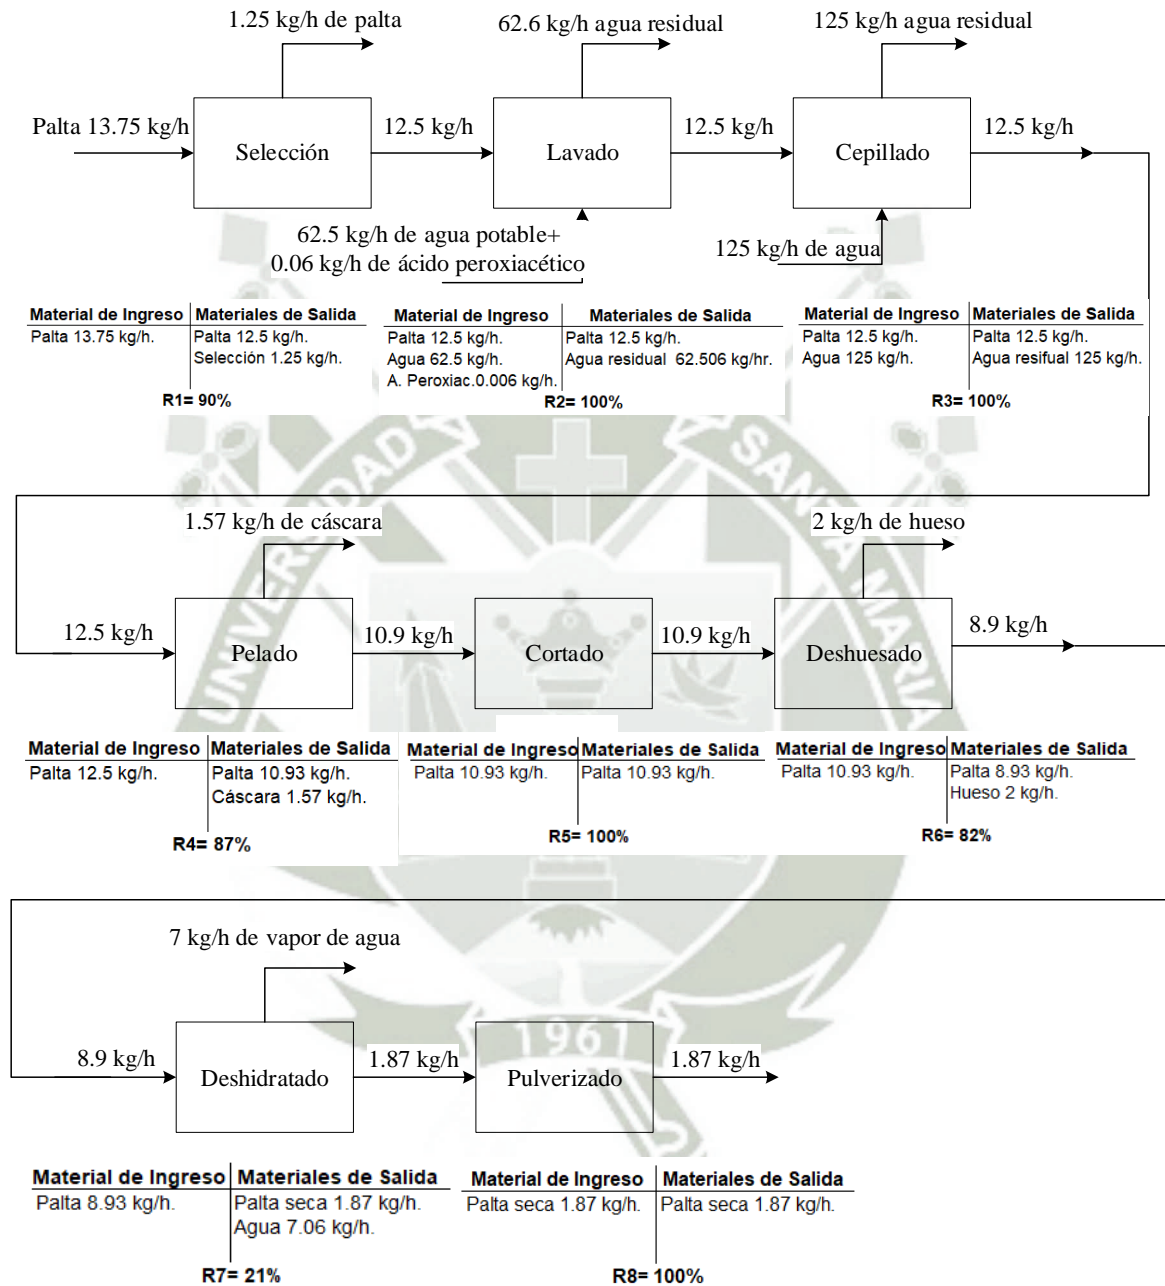 1.25 kg/h de palta
62.6 kg/h agua residual
125 kg/h agua residual
Palta 13.75 kg/h
Selección
12.5 kg/h
Lavado
12.5 kg/h
Cepillado
12.5 kg/h
62.5 kg/h de agua potable+
0.06 kg/h de ácido peroxiacético
125 kg/h de agua
Material de Ingreso Materiales de Salida
Palta 13.75 kg/h. Palta 12.5 kg/h.
Selección 1.25 kg/h.
R1= 90%
Material de Ingreso Materiales de Salida
Palta 12.5 kg/h. Palta 12.5 kg/h.
Agua 62.5 kg/h. Agua residual 62.506 kg/hr.
A. Peroxiac.0.006 kg/h.
R2= 100%
Material de Ingreso Materiales de Salida
Palta 12.5 kg/h. Palta 12.5 kg/h.
Agua 125 kg/h. Agua resifual 125 kg/h.
R3= 100%
UNIVERSIDAD
SANTA MARIA
1.57 kg/h de cáscara
2 kg/h de hueso
12.5 kg/h
Pelado
10.9 kg/h
Cortado
10.9 kg/h
Deshuesado
8.9 kg/h
Material de Ingreso Materiales de Salida
Palta 12.5 kg/h. Palta 10.93 kg/h.
Cáscara 1.57 kg/h.
R4= 87%
Material de Ingreso Materiales de Salida
Palta 10.93 kg/h. Palta 10.93 kg/h.
R5= 100%
Material de Ingreso Materiales de Salida
Palta 10.93 kg/h. Palta 8.93 kg/h.
Hueso 2 kg/h.
R6= 82%
7 kg/h de vapor de agua
8.9 kg/h
Deshidratado
1.87 kg/h
Pulverizado
1.87 kg/h
1961
Material de Ingreso Materiales de Salida
Palta 8.93 kg/h. Palta seca 1.87 kg/h.
Agua 7.06 kg/h.
R7= 21%
Material de Ingreso Materiales de Salida
Palta seca 1.87 kg/h. Palta seca 1.87 kg/h.
R8= 100%